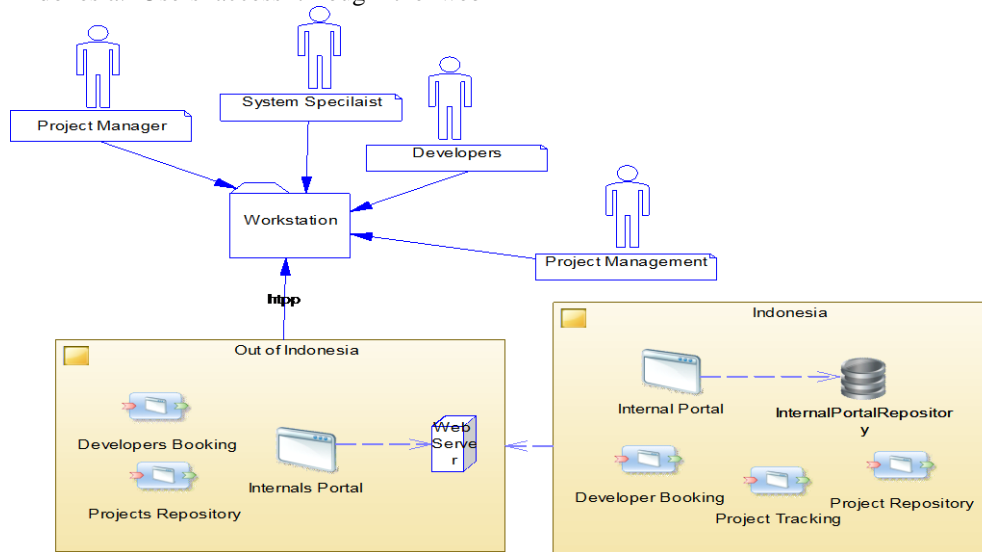 System Specilaist
Project Manager
Developers
Workstation
Project Management
Out of Indonesia
Developers Booking
Projects Repository
Internals Portal
Web
Serve
r
Indonesia
Internal Portal
InternalPortalRepositor
y
Developer Booking
Project Tracking
Project Repository